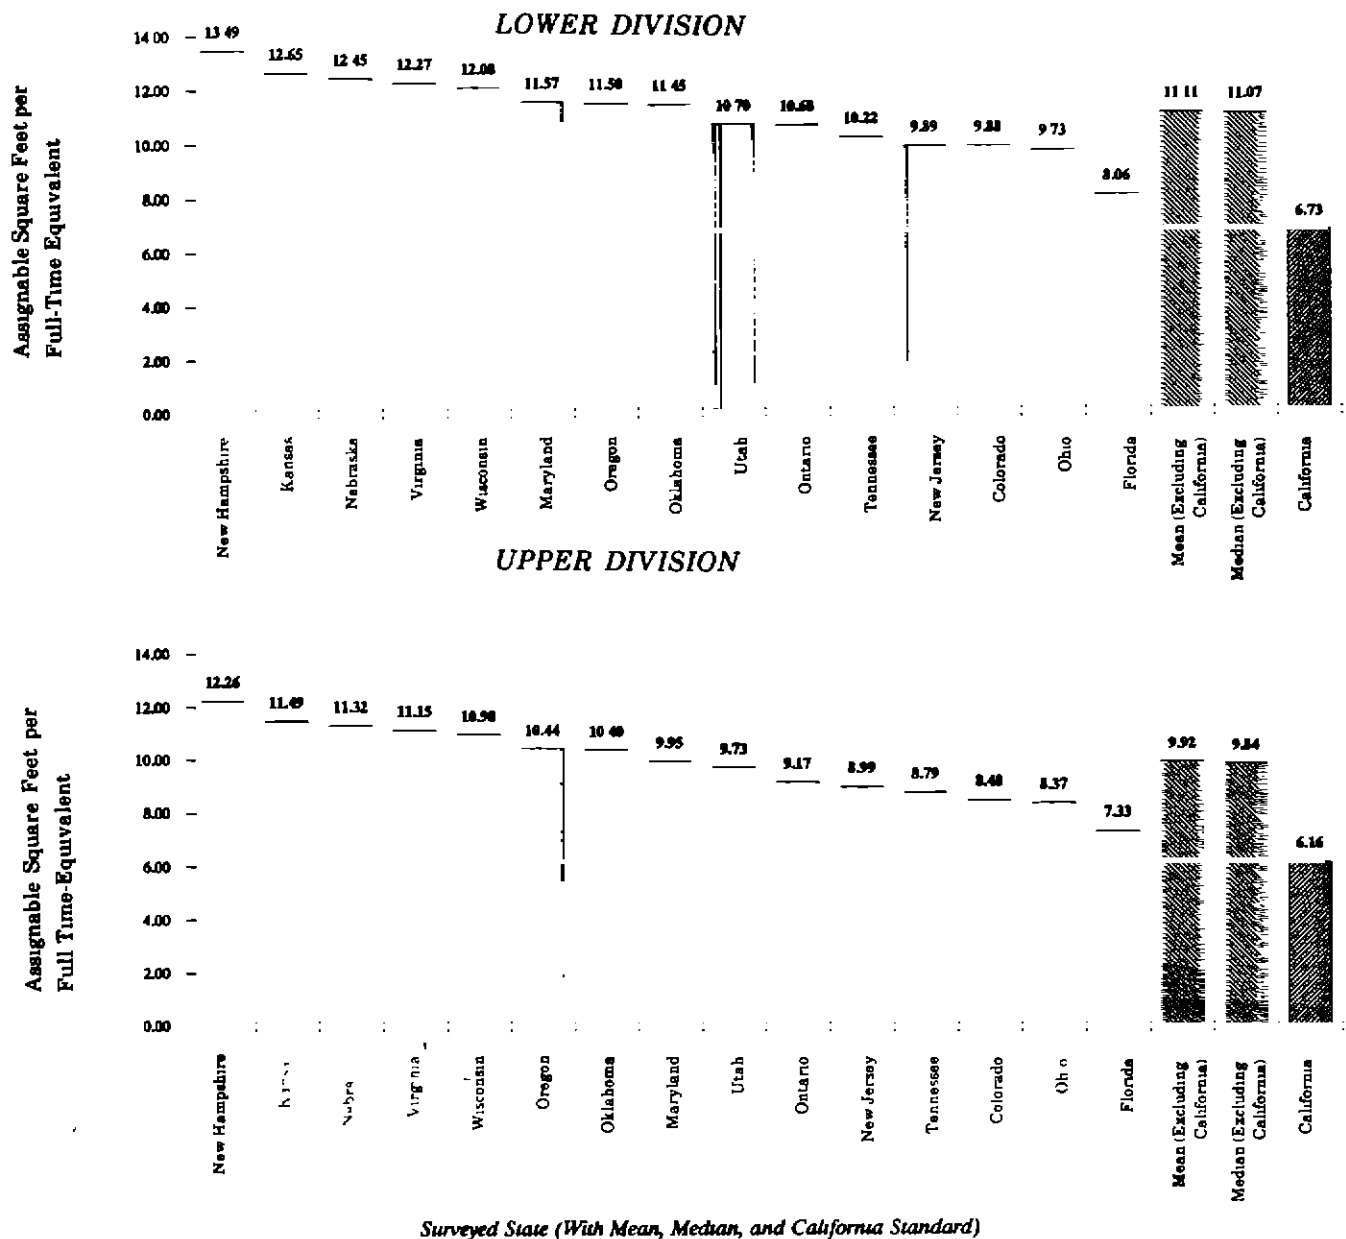 LOWER DIVISION
Assignable Square Feet per
Full-Time Equivalent
14.00
12.00
10.00
8.00
6.00
4.00
2.00
0.00
13 49
12.65
12 45
12.27
12.08
11.57
11.50
11 45
10 70
10.68
10.22
9.89
9.88
9 73
8.06
11 11
11.07
6.73
New Hampshire
Kansas
Nebraska
Virginia
Wisconsin
Maryland
Oregon
Oklahoma
Utah
Ontario
Tennessee
New Jersey
Colorado
Ohio
Florida
Mean (Excluding
California)
Median (Excluding
California)
California
UPPER DIVISION
Assignable Square Feet per
Full Time-Equivalent
14.00
12.00
10.00
8.00
6.00
4.00
2.00
0.00
12.26
11.49
11.32
11.15
10.98
10.44
10 40
9.95
9.73
9.17
8.99
8.79
8.48
8.37
7.33
9.92
9.84
6.16
New Hampshire
Virginia
Wisconsin
Oregon
Oklahoma
Maryland
Utah
Ontario
New Jersey
Tennessee
Colorado
Oh o
Florida
Mean (Excluding
California)
Median (Excluding
California)
California
Surveyed State (With Mean, Median, and California Standard)